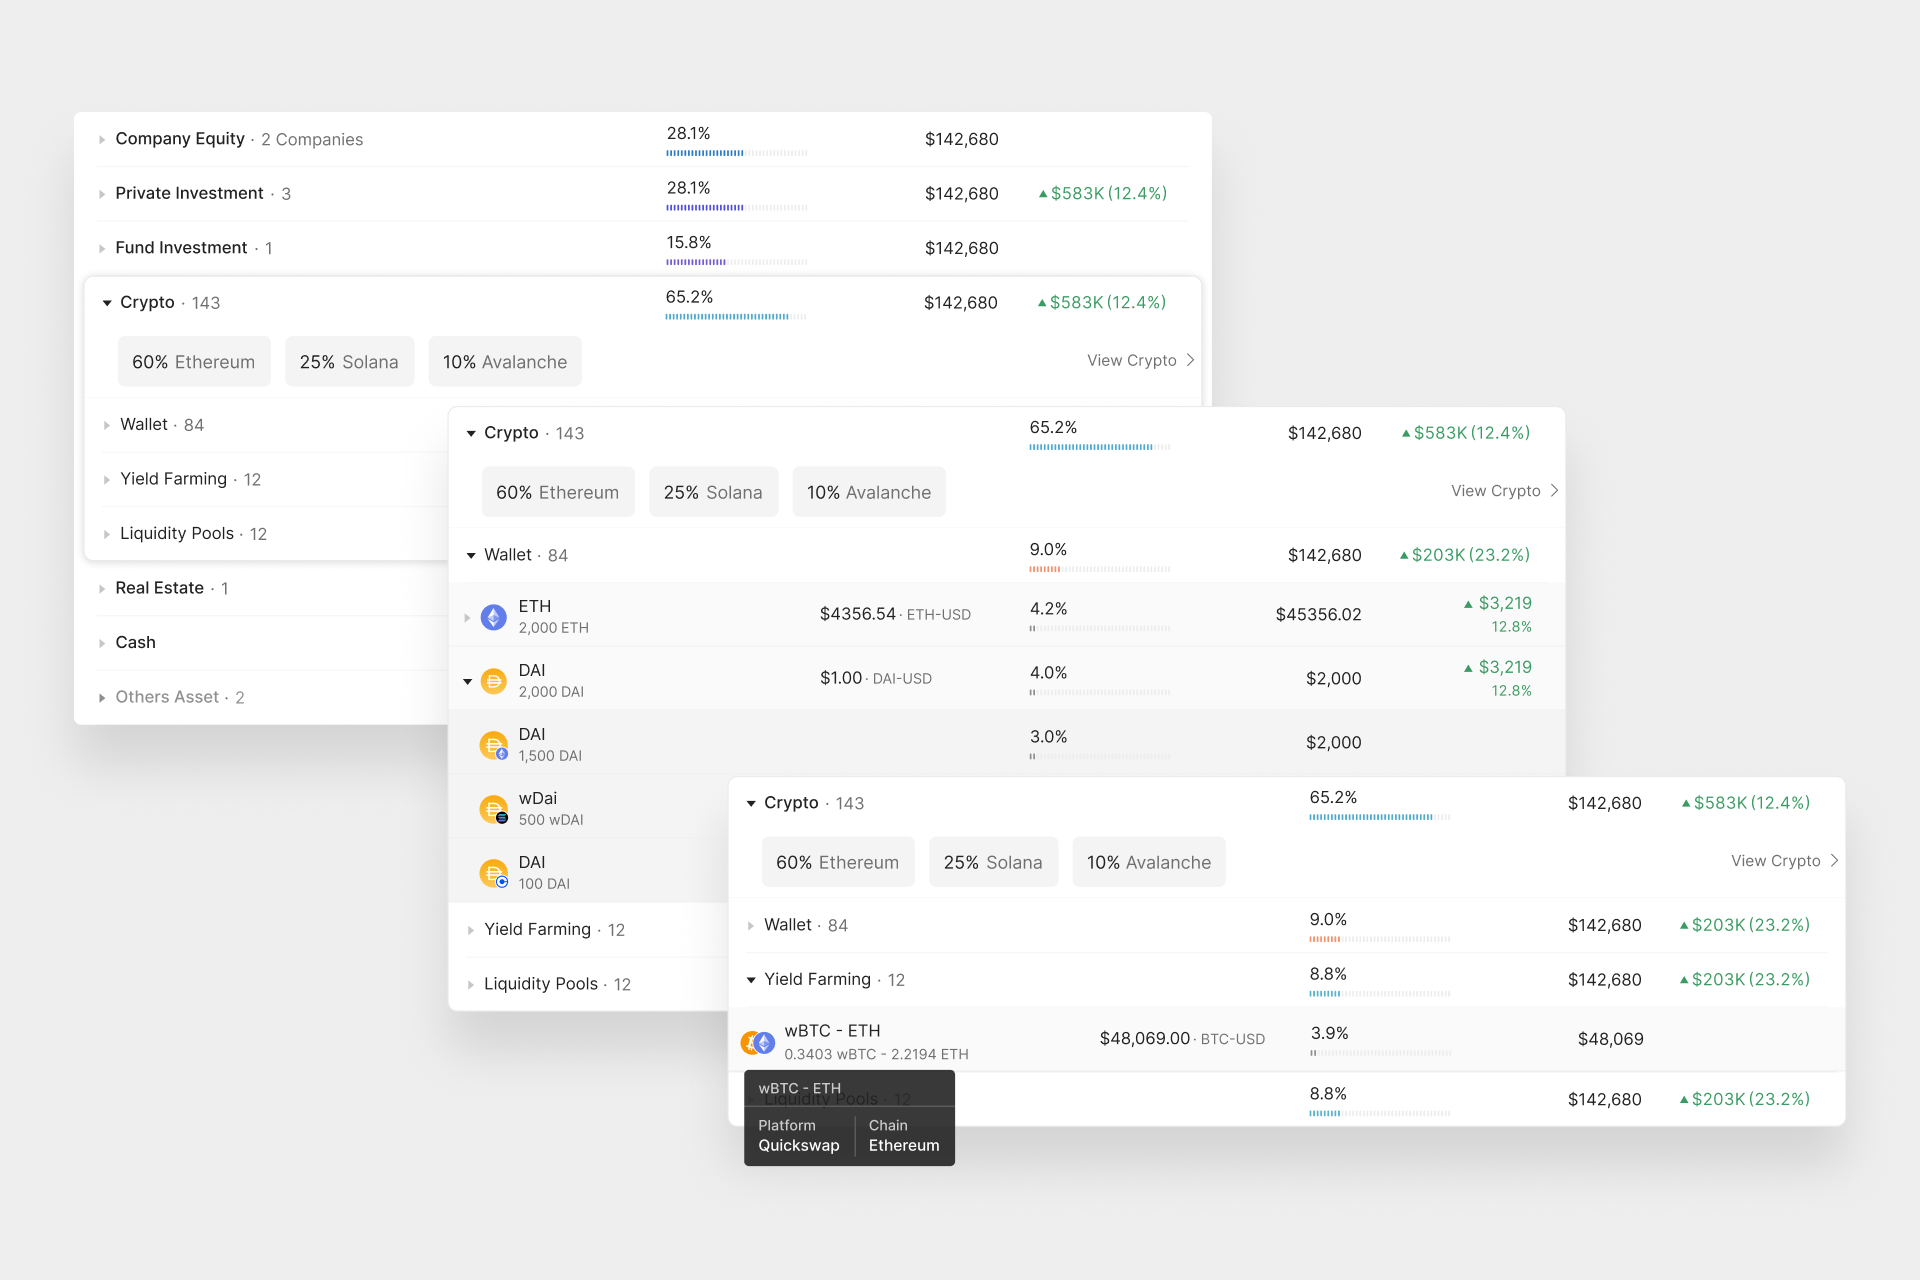 Company Equity · 2 Companies 28.1% $142,680
Private Investment · 3 28.1% $142,680 $583K (12.4%)
Fund Investment · 1 15.8% $142,680
Crypto · 143 65.2% $142,680 $583K (12.4%)
60% Ethereum 25% Solana 10% Avalanche View Crypto
Wallet · 84
Yield Farming · 12
Liquidity Pools · 12
Real Estate · 1
Cash
Others Asset · 2
Crypto · 143 65.2% $142,680 $583K (12.4%)
60% Ethereum 25% Solana 10% Avalanche View Crypto
Wallet · 84 9.0% $142,680 $203K (23.2%)
ETH $4356.54 · ETH-USD 4.2% $45356.02 $3,219
2,000 ETH 12.8%
DAI $1.00 · DAI-USD 4.0% $2,000 $3,219
2,000 DAI 12.8%
DAI 3.0% $2,000
1,500 DAI
wDai
500 wDAI
DAI
100 DAI
Yield Farming · 12
Liquidity Pools · 12
Crypto · 143 65.2% $142,680 $583K (12.4%)
60% Ethereum 25% Solana 10% Avalanche View Crypto
Wallet · 84 9.0% $142,680 $203K (23.2%)
Yield Farming · 12 8.8% $142,680 $203K (23.2%)
wBTC - ETH $48,069.00 · BTC-USD 3.9% $48,069
0.3403 wBTC - 2.2194 ETH
Liquidity Pools · 12 8.8% $142,680 $203K (23.2%)
wBTC - ETH
Platform Chain
Quickswap Ethereum